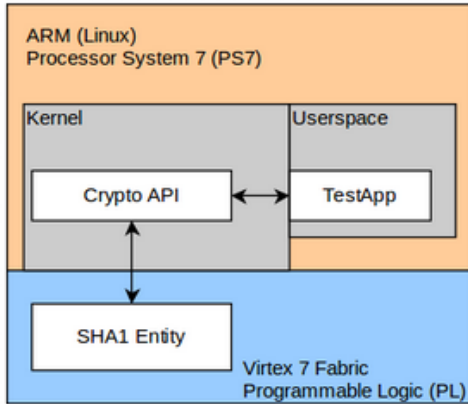 ARM (Linux)
Processor System 7 (PS7)
Kernel
Userspace
Crypto API
TestApp
SHA1 Entity
Virtex 7 Fabric
Programmable Logic (PL)